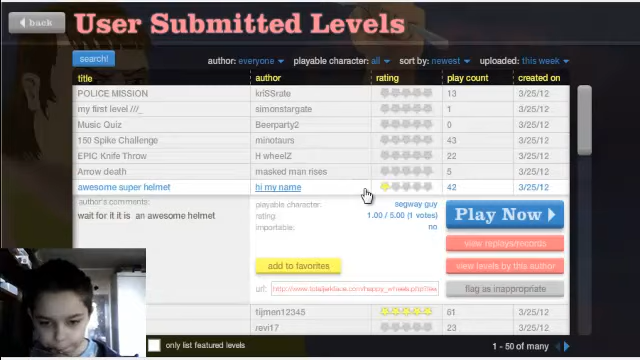 back
User Submitted Levels
search!
author: everyone playable character: all sort by: newest uploaded: this week
title author rating play count created on
POLICE MISSION kriSSrate 13 3/25/12
my first level ///_ simonstargate 1 3/25/12
Music Quiz Beerparty2 0 3/25/12
150 Spike Challenge minotaurs 43 3/25/12
EPIC Knife Throw H wheelZ 22 3/25/12
Arrow death masked man rises 5 3/25/12
awesome super helmet hi my name 42 3/25/12
author's comments:
wait for it it is an awesome helmet
playable character: segway guy
rating: 1.00 / 5.00 (1 votes)
importable: no
Play Now
view replays/records
add to favorites
view levels by this author
url:
flag as inappropriate
tijmen12345 61 3/25/12
revi17 23 3/25/12
only list featured levels
1 - 50 of many